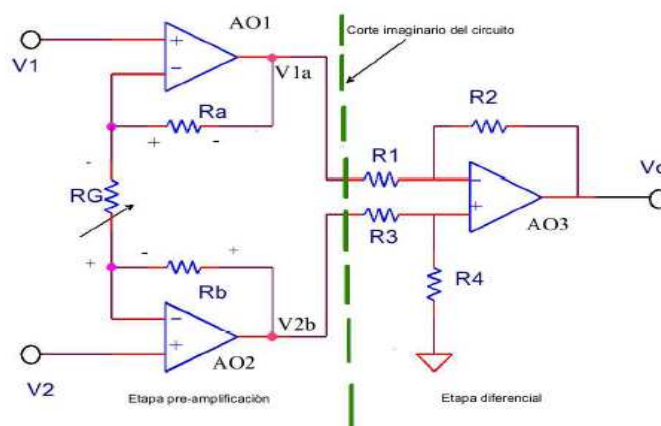 Corte imaginario del circuito
AO1
V1
+
−
V1a
R2
Ra
+ -
R1
-
−
Vo
RG
R3
+
AO3
+
- +
Rb
R4
−
V2b
+
AO2
V2
Etapa pre-amplificaciòn
Etapa diferencial